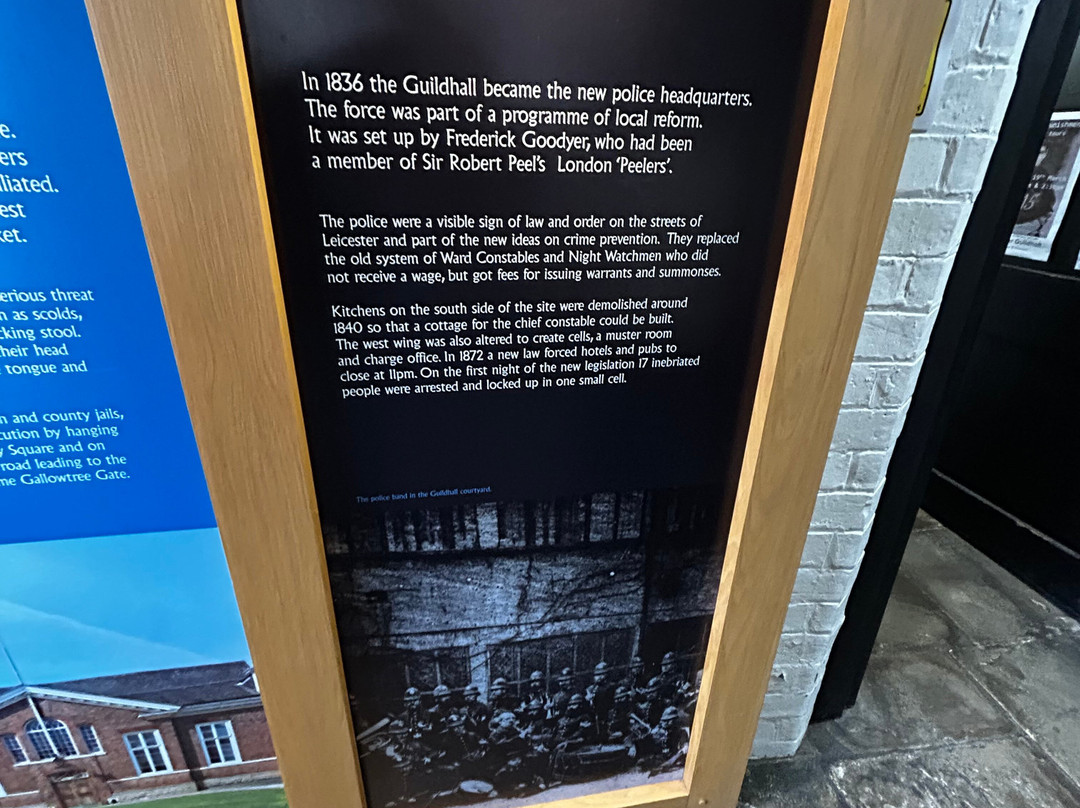 e.
ers
liated.
est
ket.
erious threat
n as scolds,
king stool.
heir head
tongue and
n and county jails,
cution by hanging
y Square and on
road leading to the
me Gallowtree Gate.
In 1836 the Guildhall became the new police headquarters.
The force was part of a programme of local reform.
It was set up by Frederick Goodyer, who had been
a member of Sir Robert Peel's London 'Peelers'.
The police were a visible sign of law and order on the streets of
Leicester and part of the new ideas on crime prevention. They replaced
the old system of Ward Constables and Night Watchmen who did
not receive a wage, but got fees for issuing warrants and summonses.
Kitchens on the south side of the site were demolished around
1840 so that a cottage for the chief constable could be built.
The west wing was also altered to create cells, a muster room
and charge office. In 1872 a new law forced hotels and pubs to
close at 11pm. On the first night of the new legislation 17 inebriated
people were arrested and locked up in one small cell.
The police band in the Guildhall courtyard.